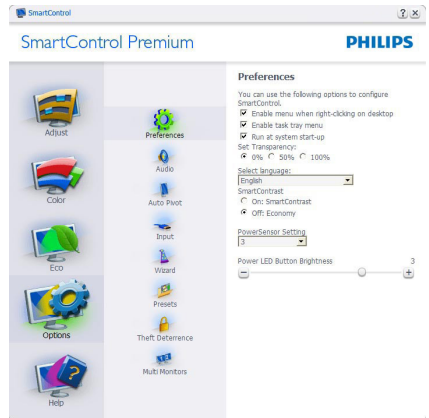 SmartControl
? ×
SmartControl Premium
PHILIPS
Adjust
Color
Eco
Options
Help
Preferences
Audio
Auto Pivot
Input
Wizard
Presets
Theft Deterrence
Multi Monitors
Preferences
You can use the following options to configure
SmartControl.
Enable menu when right-clicking on desktop
Enable task tray menu
Run at system start-up
Set Transparency:
0% 50% 100%
Select language:
English
SmartContrast
On: SmartContrast
Off: Economy
PowerSensor Setting
3
Power LED Button Brightness 3
− +